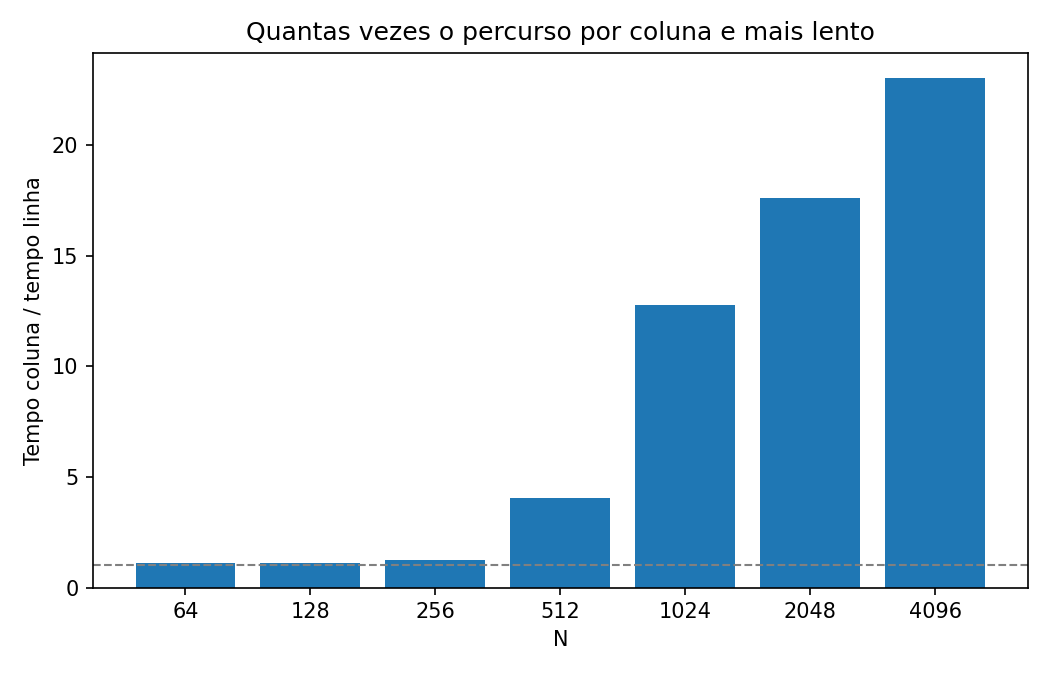 Quantas vezes o percurso por coluna e mais lento
Tempo coluna / tempo linha
20
15
10
5
0
64 128 256 512 1024 2048 4096
N